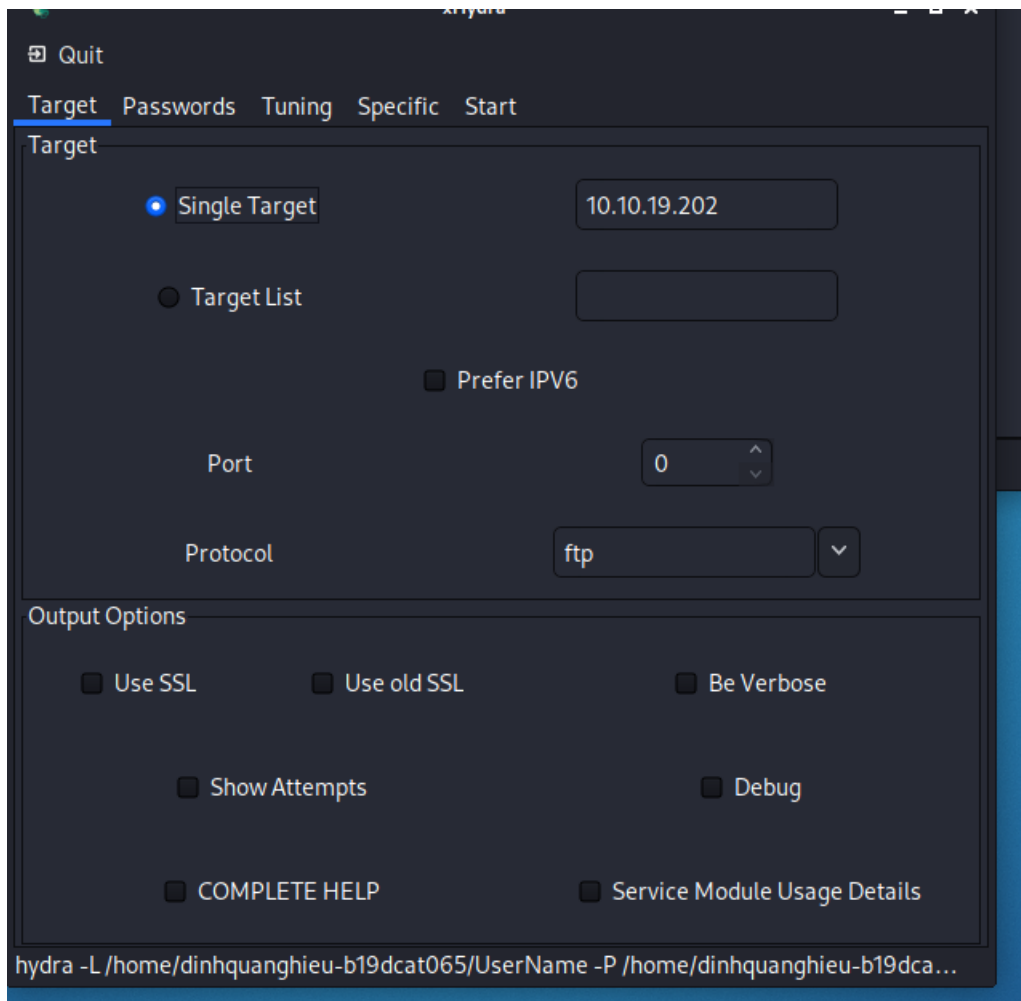 xHydra
Quit
Target Passwords Tuning Specific Start
Target
Single Target 10.10.19.202
Target List
Prefer IPV6
Port 0
Protocol ftp
Output Options
Use SSL Use old SSL Be Verbose
Show Attempts Debug
COMPLETE HELP Service Module Usage Details
hydra -L /home/dinhquanghieu-b19dcat065/UserName -P /home/dinhquanghieu-b19dca...